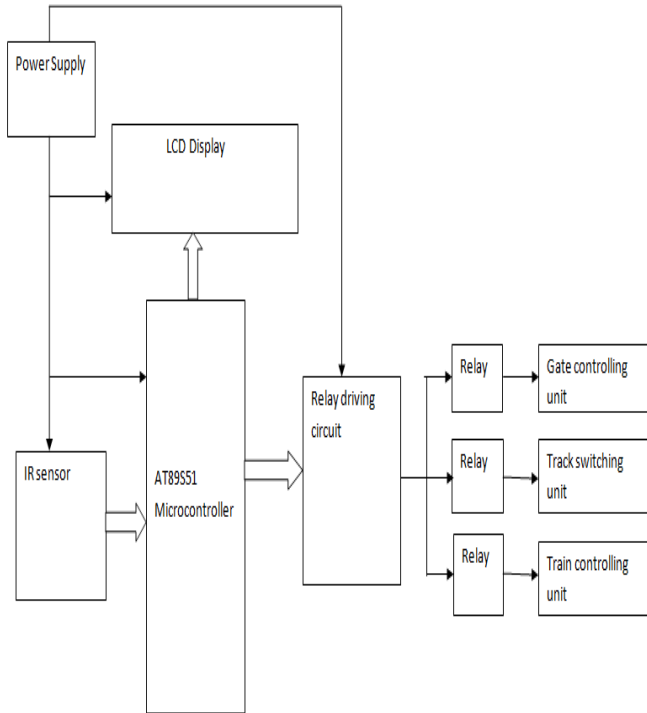 Power Supply
LCD Display
IR sensor
AT89S51
Microcontroller
Relay driving
circuit
Relay
Gate controlling
unit
Relay
Track switching
unit
Relay
Train controlling
unit